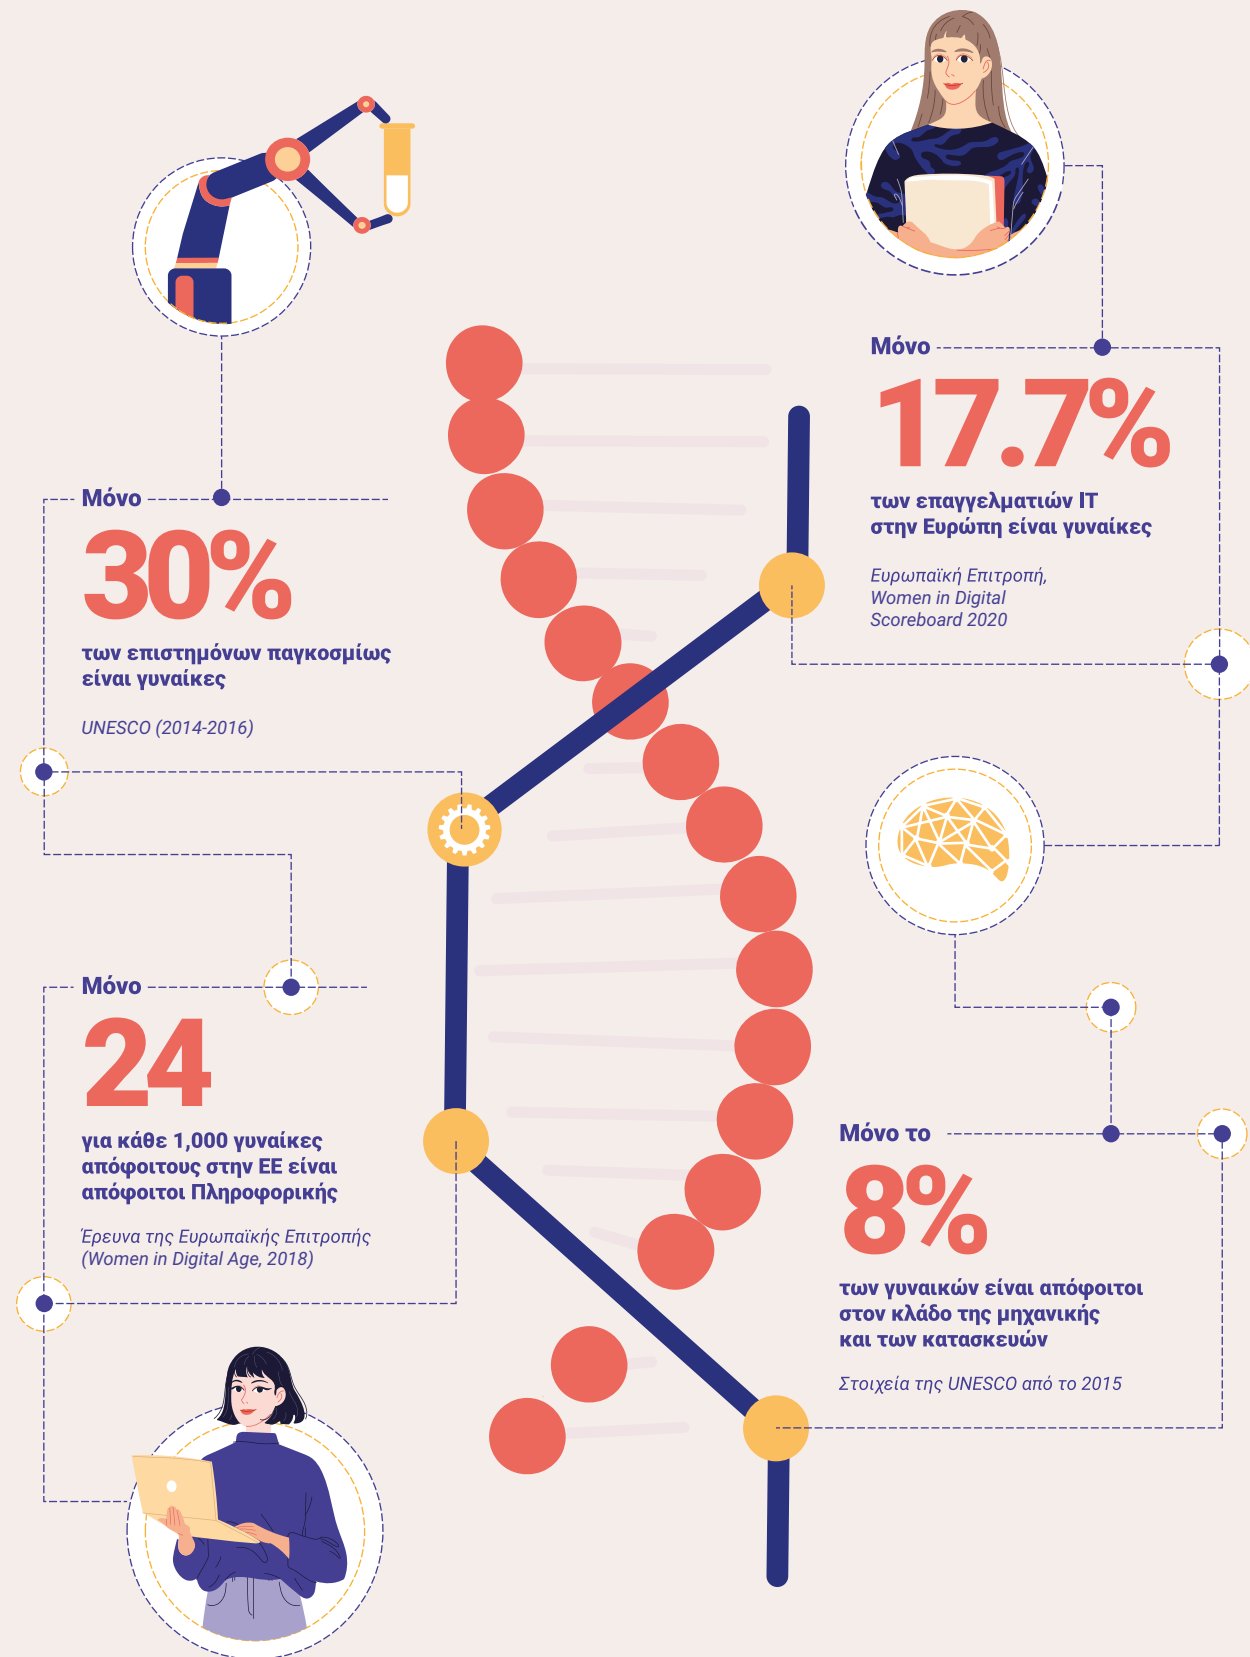 Μόνο
17.7%
των επαγγελματιών IT
στην Ευρώπη είναι γυναίκες
Ευρωπαϊκή Επιτροπή,
Women in Digital
Scoreboard 2020
Μόνο
30%
των επιστημόνων παγκοσμίως
είναι γυναίκες
UNESCO (2014-2016)
Μόνο
24
για κάθε 1,000 γυναίκες
απόφοιτους στην ΕΕ είναι
απόφοιτοι Πληροφορικής
Έρευνα της Ευρωπαϊκής Επιτροπής
(Women in Digital Age, 2018)
Μόνο το
8%
των γυναικών είναι απόφοιτοι
στον κλάδο της μηχανικής
και των κατασκευών
Στοιχεία της UNESCO από το 2015